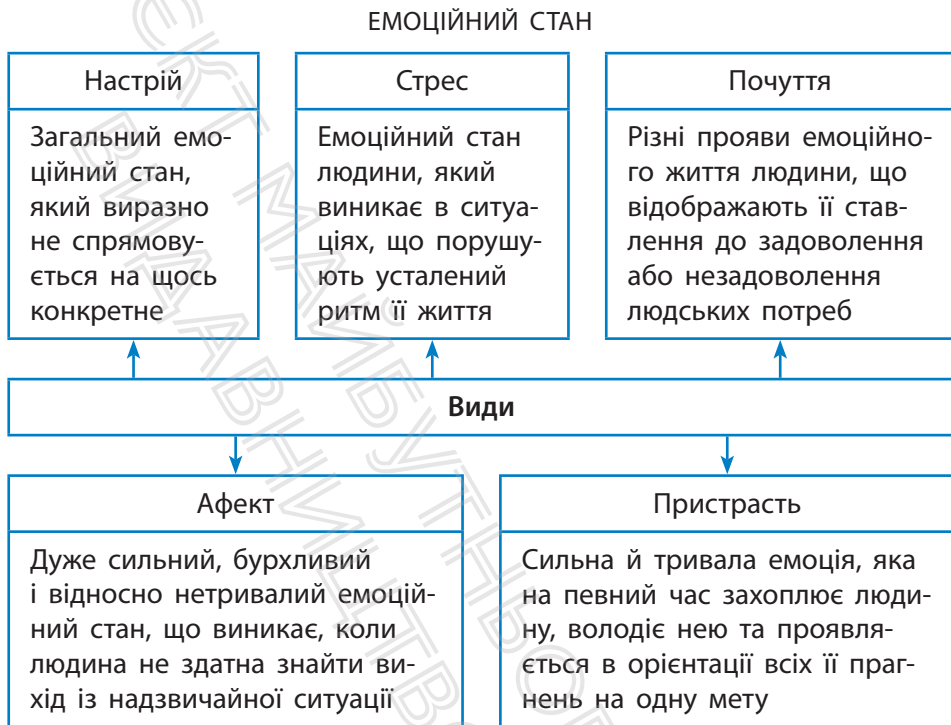 ЕМОЦІЙНИЙ СТАН
Настрій
Загальний емо-
ційний стан,
який виразно
не спрямову-
ється на щось
конкретне
Стрес
Емоційний стан
людини, який
виникає в ситуа-
ціях, що порушу-
ють усталений
ритм її життя
Почуття
Різні прояви емоційно-
го життя людини, що
відображають її став-
лення до задоволення
або незадоволення
людських потреб
Види
Афект
Дуже сильний, бурхливий
і відносно нетривалий емоцій-
ний стан, що виникає, коли
людина не здатна знайти ви-
хід із надзвичайної ситуації
Пристрасть
Сильна й тривала емоція, яка
на певний час захоплює люди-
ну, володіє нею та проявля-
ється в орієнтації всіх її праг-
нень на одну мету